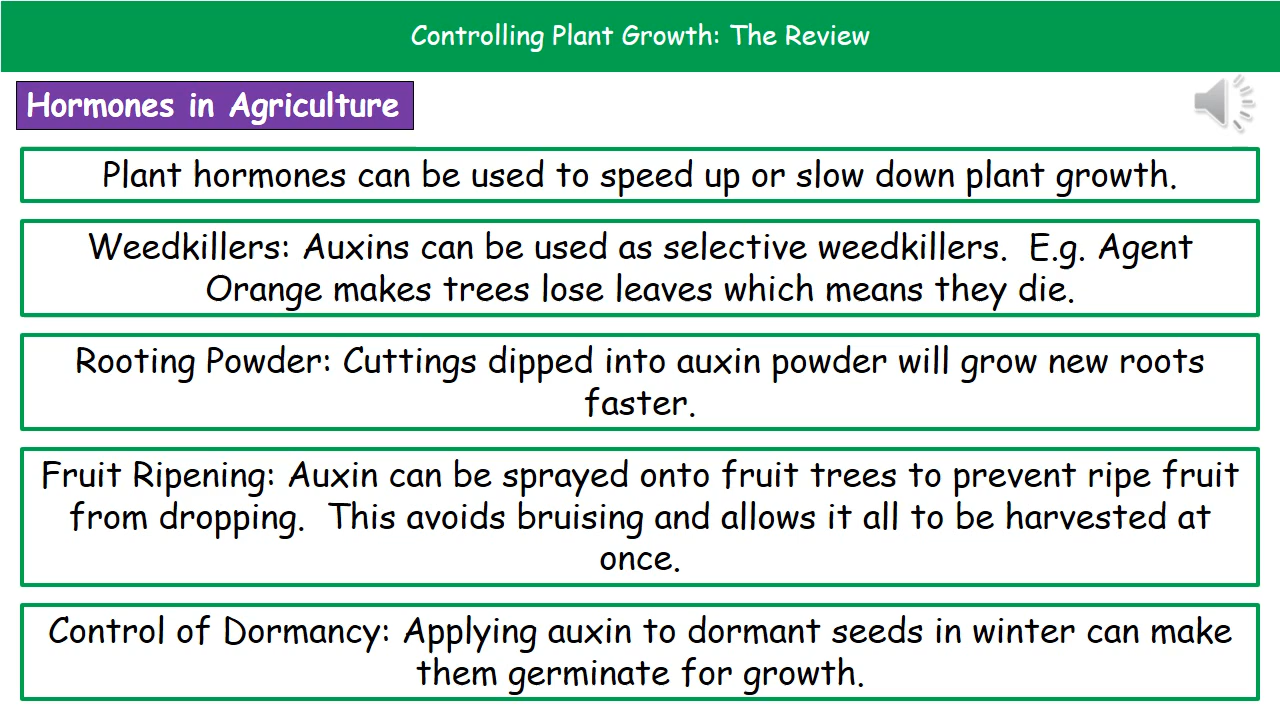 Controlling Plant Growth: The Review
Hormones in Agriculture
Plant hormones can be used to speed up or slow down plant growth.
Weedkillers: Auxins can be used as selective weedkillers.  E.g. Agent
Orange makes trees lose leaves which means they die.
Rooting Powder: Cuttings dipped into auxin powder will grow new roots
faster.
Fruit Ripening: Auxin can be sprayed onto fruit trees to prevent ripe fruit
from dropping.  This avoids bruising and allows it all to be harvested at
once.
Control of Dormancy: Applying auxin to dormant seeds in winter can make
them germinate for growth.